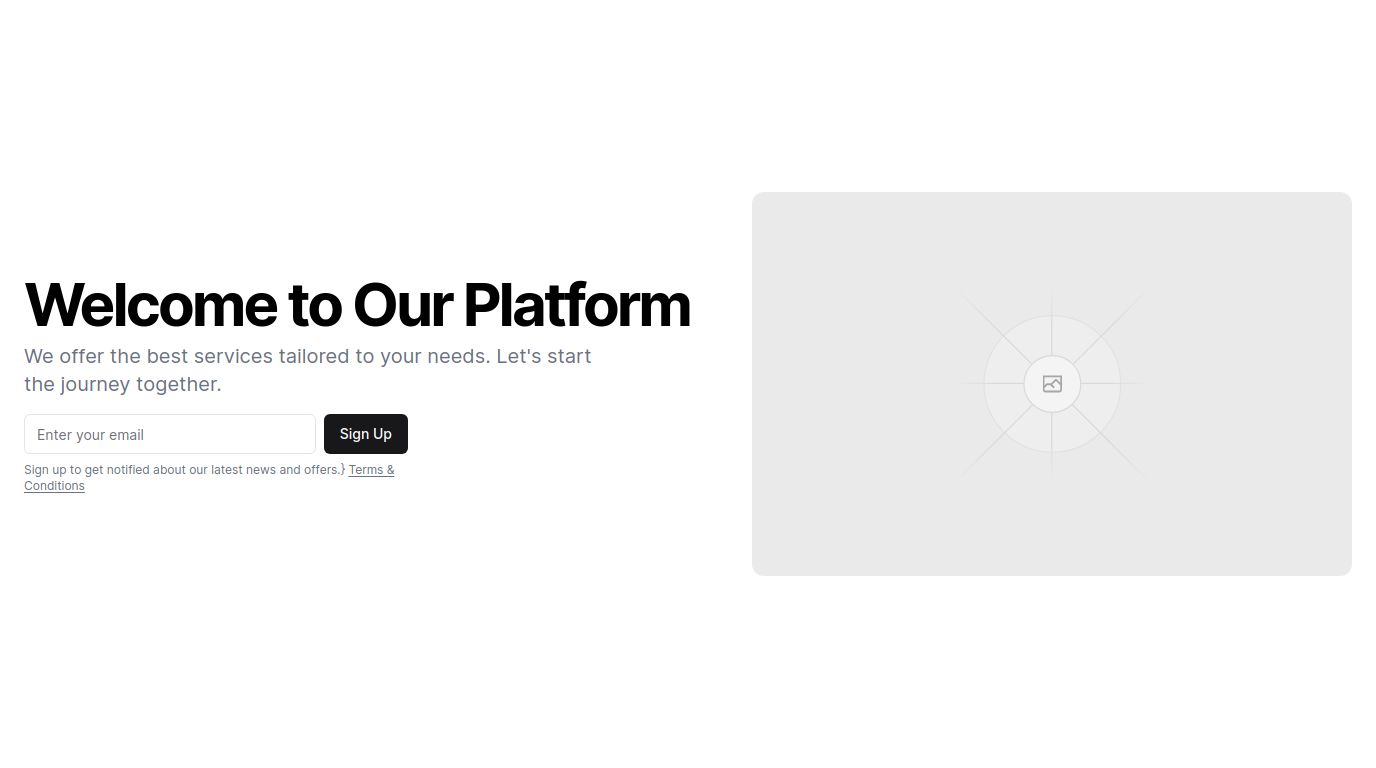 Welcome to Our Platform
We offer the best services tailored to your needs. Let's start
the journey together.
Enter your email
Sign Up
Sign up to get notified about our latest news and offers.} Terms &
Conditions